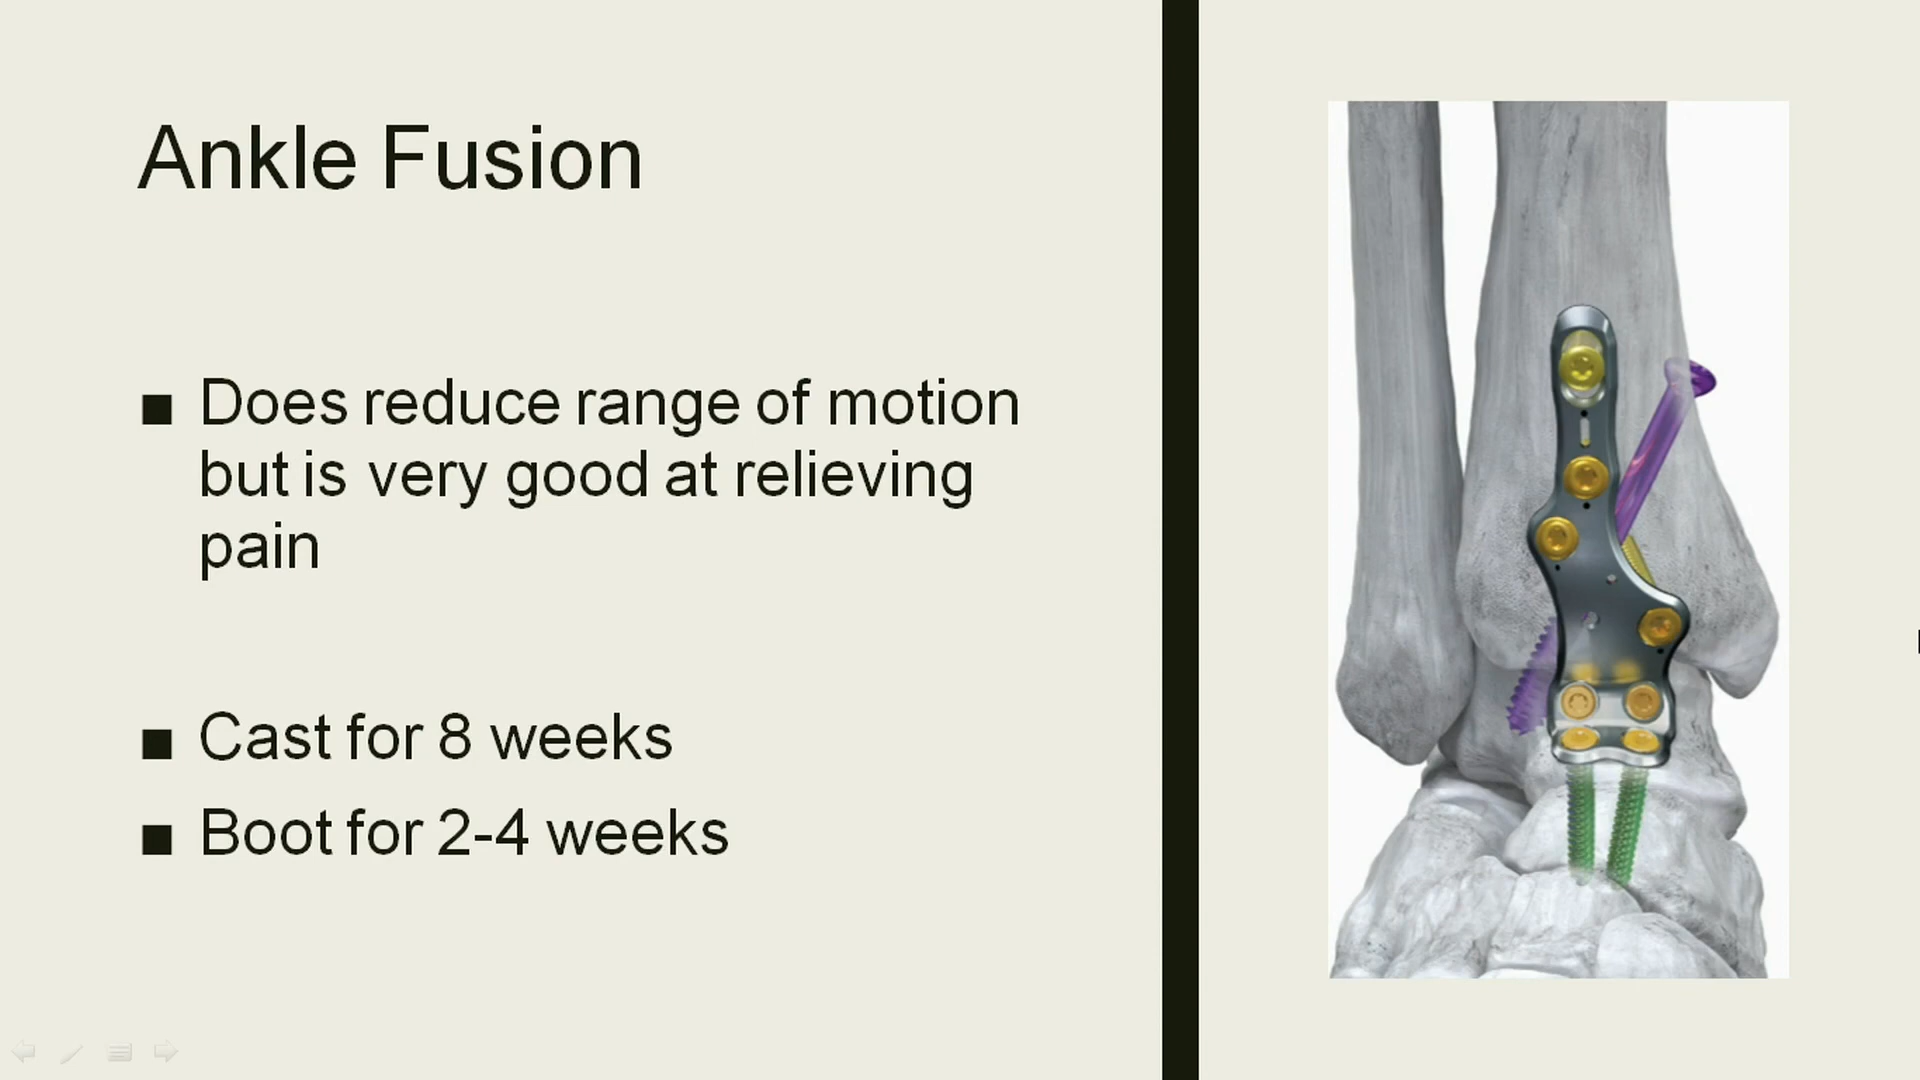 Ankle Fusion
■ Does reduce range of motion
but is very good at relieving
pain
■ Cast for 8 weeks
■ Boot for 2-4 weeks